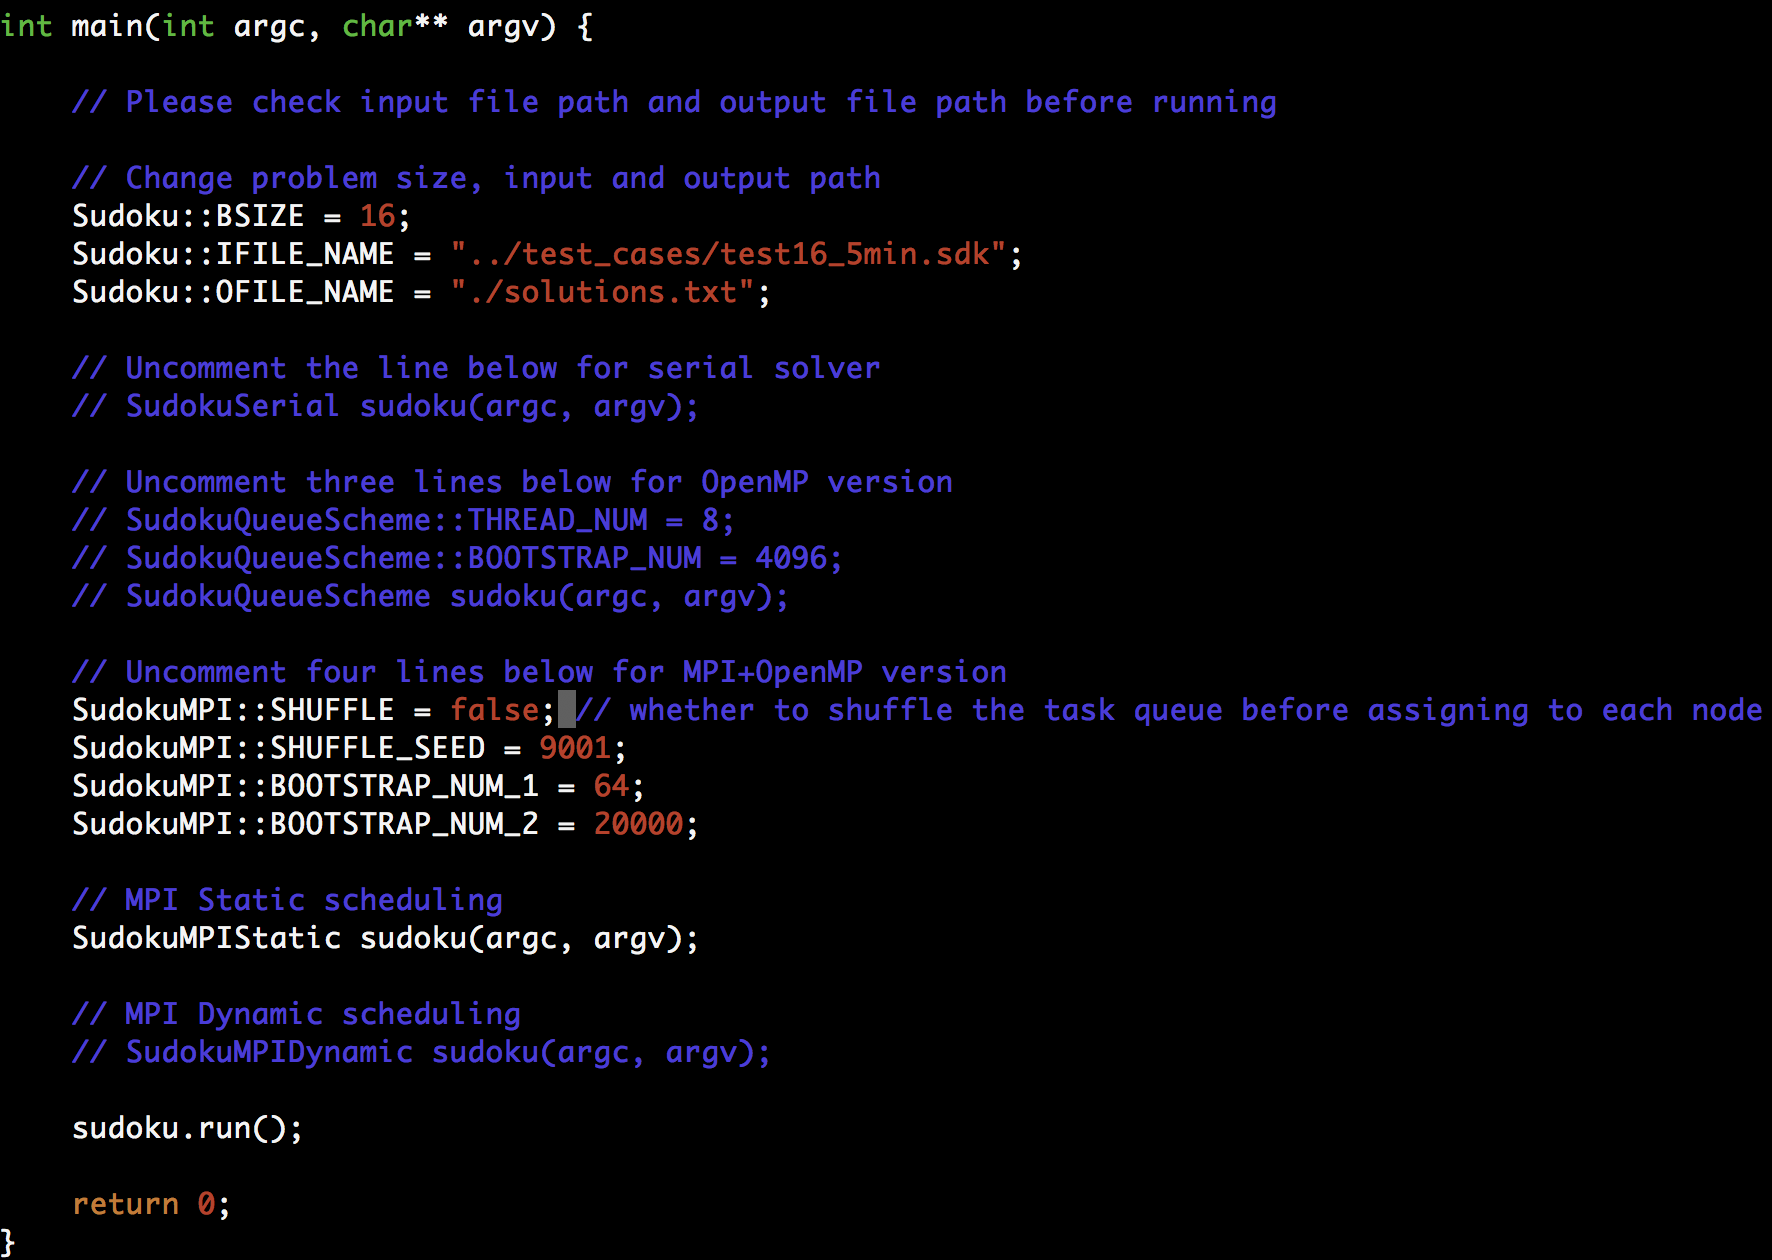 int main(int argc, char** argv) {
// Please check input file path and output file path before running
// Change problem size, input and output path
Sudoku::BSIZE = 16;
Sudoku::IFILE_NAME = "../test_cases/test16_5min.sdk";
Sudoku::OFILE_NAME = "./solutions.txt";
// Uncomment the line below for serial solver
// SudokuSerial sudoku(argc, argv);
// Uncomment three lines below for OpenMP version
// SudokuQueueScheme::THREAD_NUM = 8;
// SudokuQueueScheme::BOOTSTRAP_NUM = 4096;
// SudokuQueueScheme sudoku(argc, argv);
// Uncomment four lines below for MPI+OpenMP version
SudokuMPI::SHUFFLE = false; // whether to shuffle the task queue before assigning to each node
SudokuMPI::SHUFFLE_SEED = 9001;
SudokuMPI::BOOTSTRAP_NUM_1 = 64;
SudokuMPI::BOOTSTRAP_NUM_2 = 20000;
// MPI Static scheduling
SudokuMPIStatic sudoku(argc, argv);
// MPI Dynamic scheduling
// SudokuMPIDynamic sudoku(argc, argv);
sudoku.run();
return 0;
}